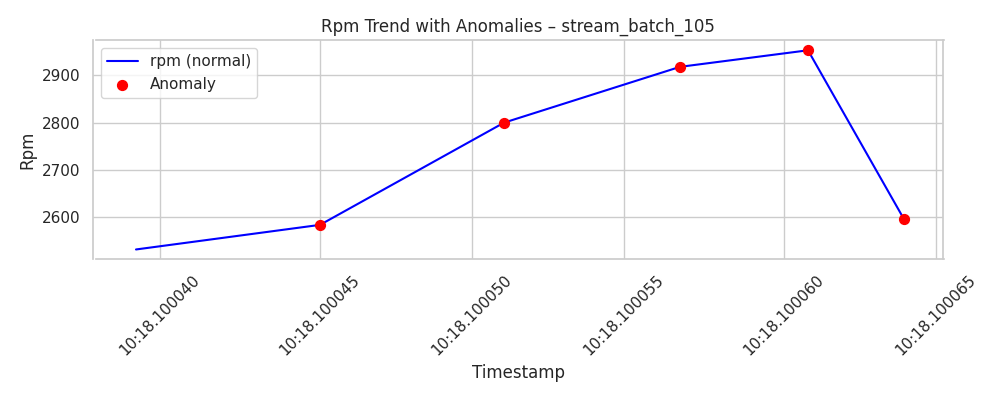 Rpm Trend with Anomalies – stream_batch_105
rpm (normal)
Anomaly
Rpm
2900
2800
2700
2600
10:18.100040
10:18.100045
10:18.100050
10:18.100055
10:18.100060
10:18.100065
Timestamp